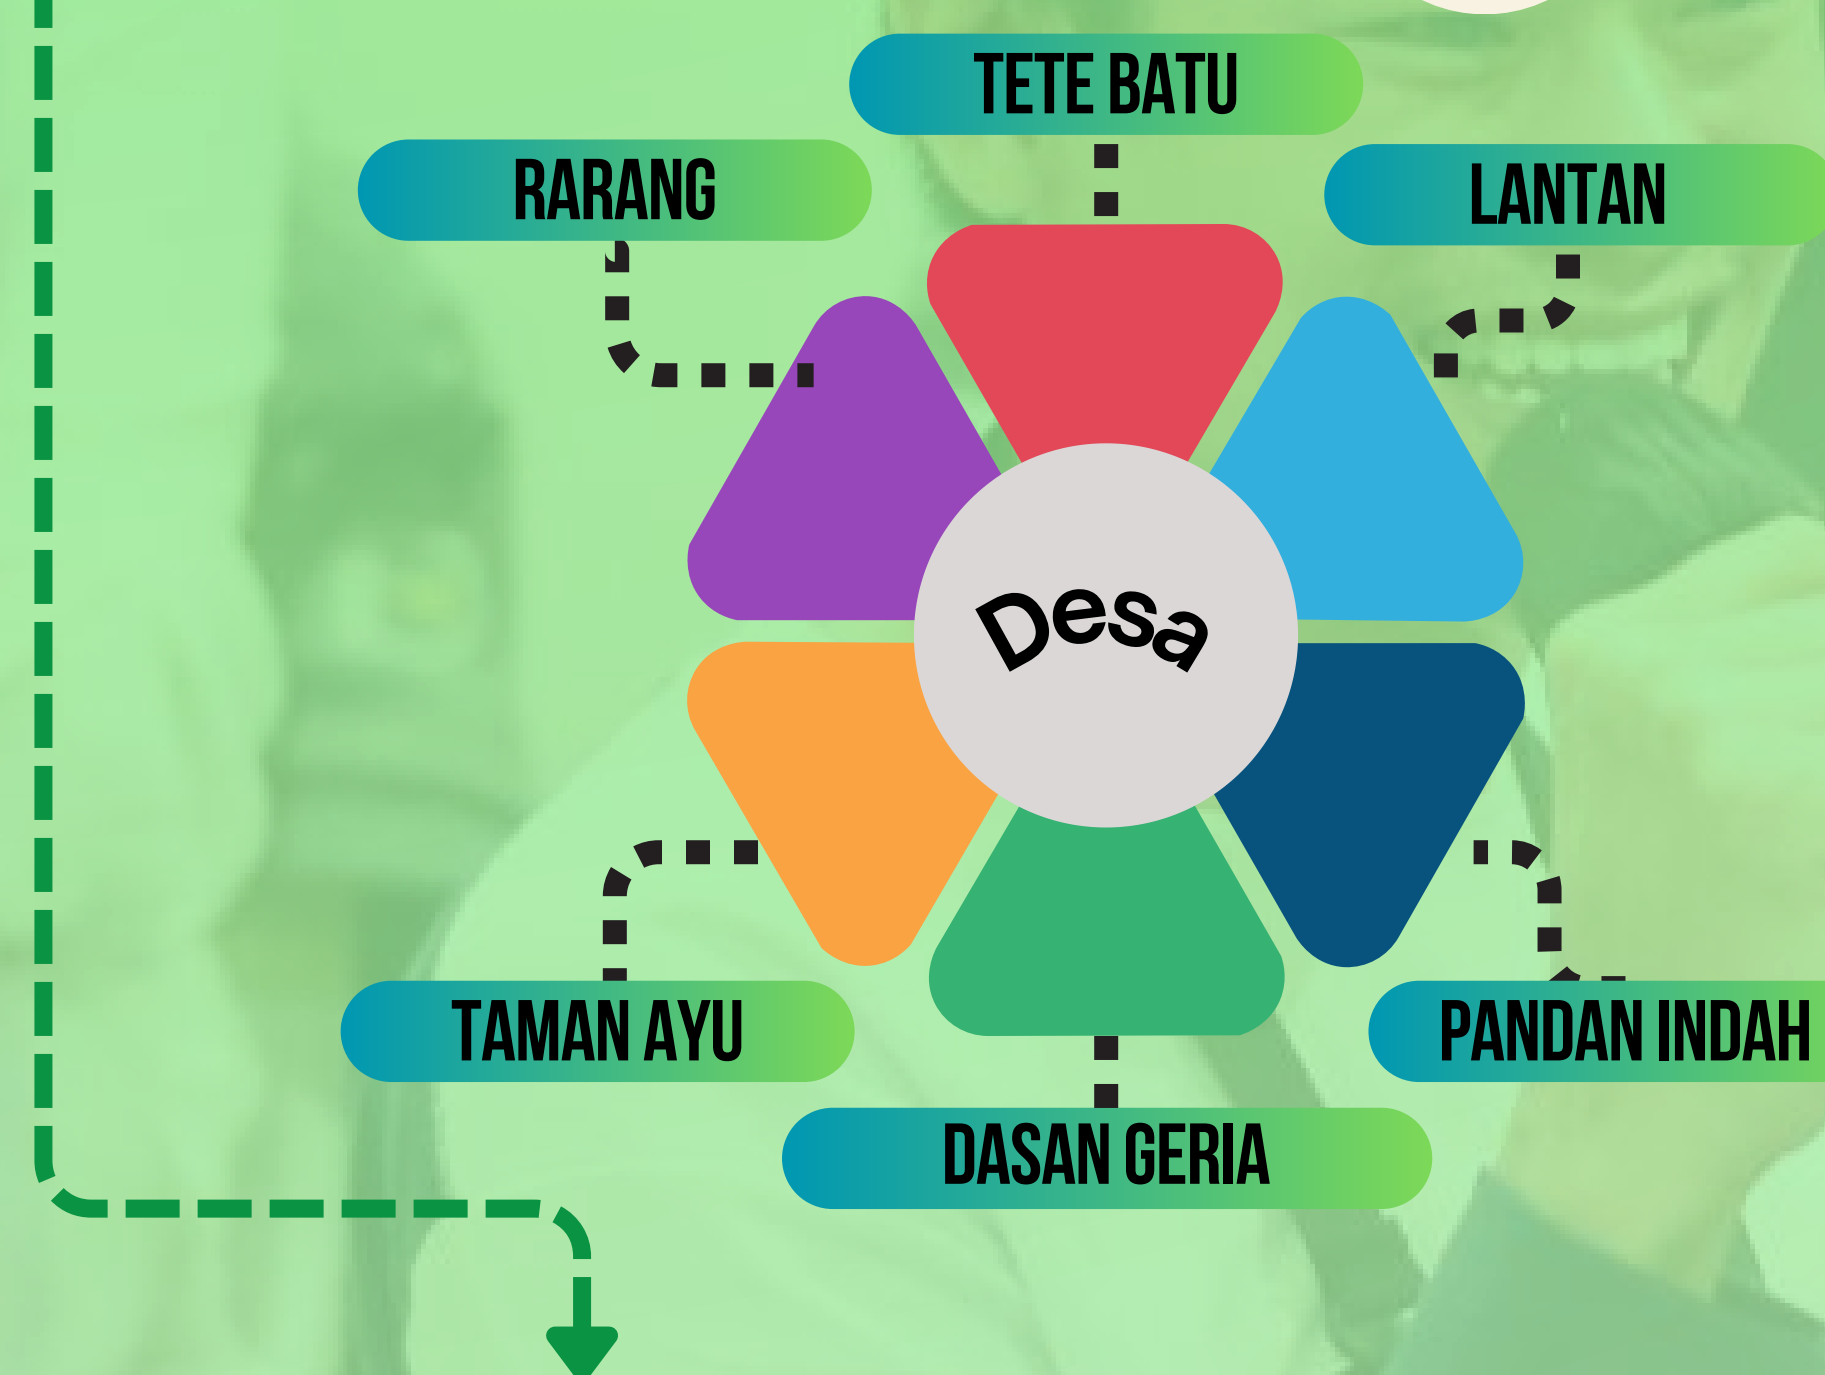 TETE BATU
RARANG
LANTAN
Desa
TAMAN AYU
PANDAN INDAH
DASAN GERIA